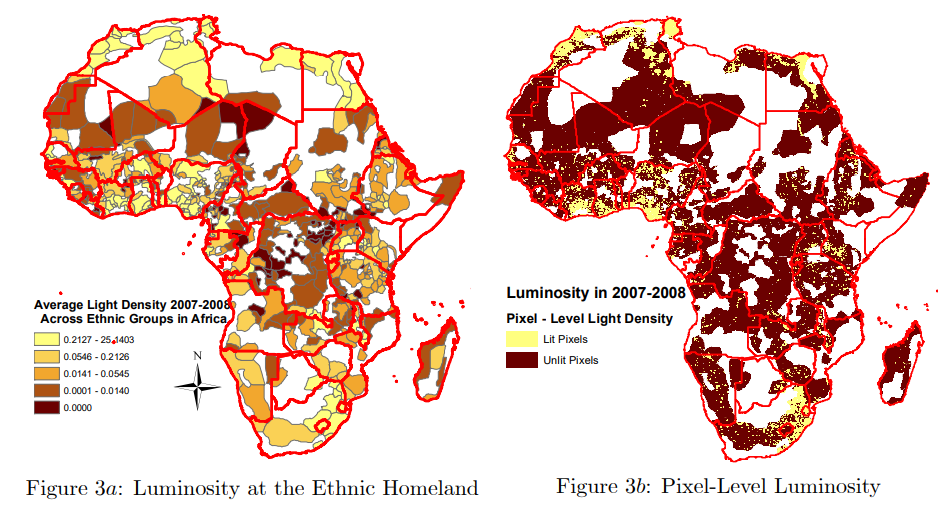 Average Light Density 2007-2008
Across Ethnic Groups in Africa
0.2127 - 25.1403
0.0546 - 0.2126
0.0141 - 0.0545
0.0001 - 0.0140
0.0000
N
Figure 3a: Luminosity at the Ethnic Homeland
Luminosity in 2007-2008
Pixel - Level Light Density
Lit Pixels
Unlit Pixels
Figure 3b: Pixel-Level Luminosity